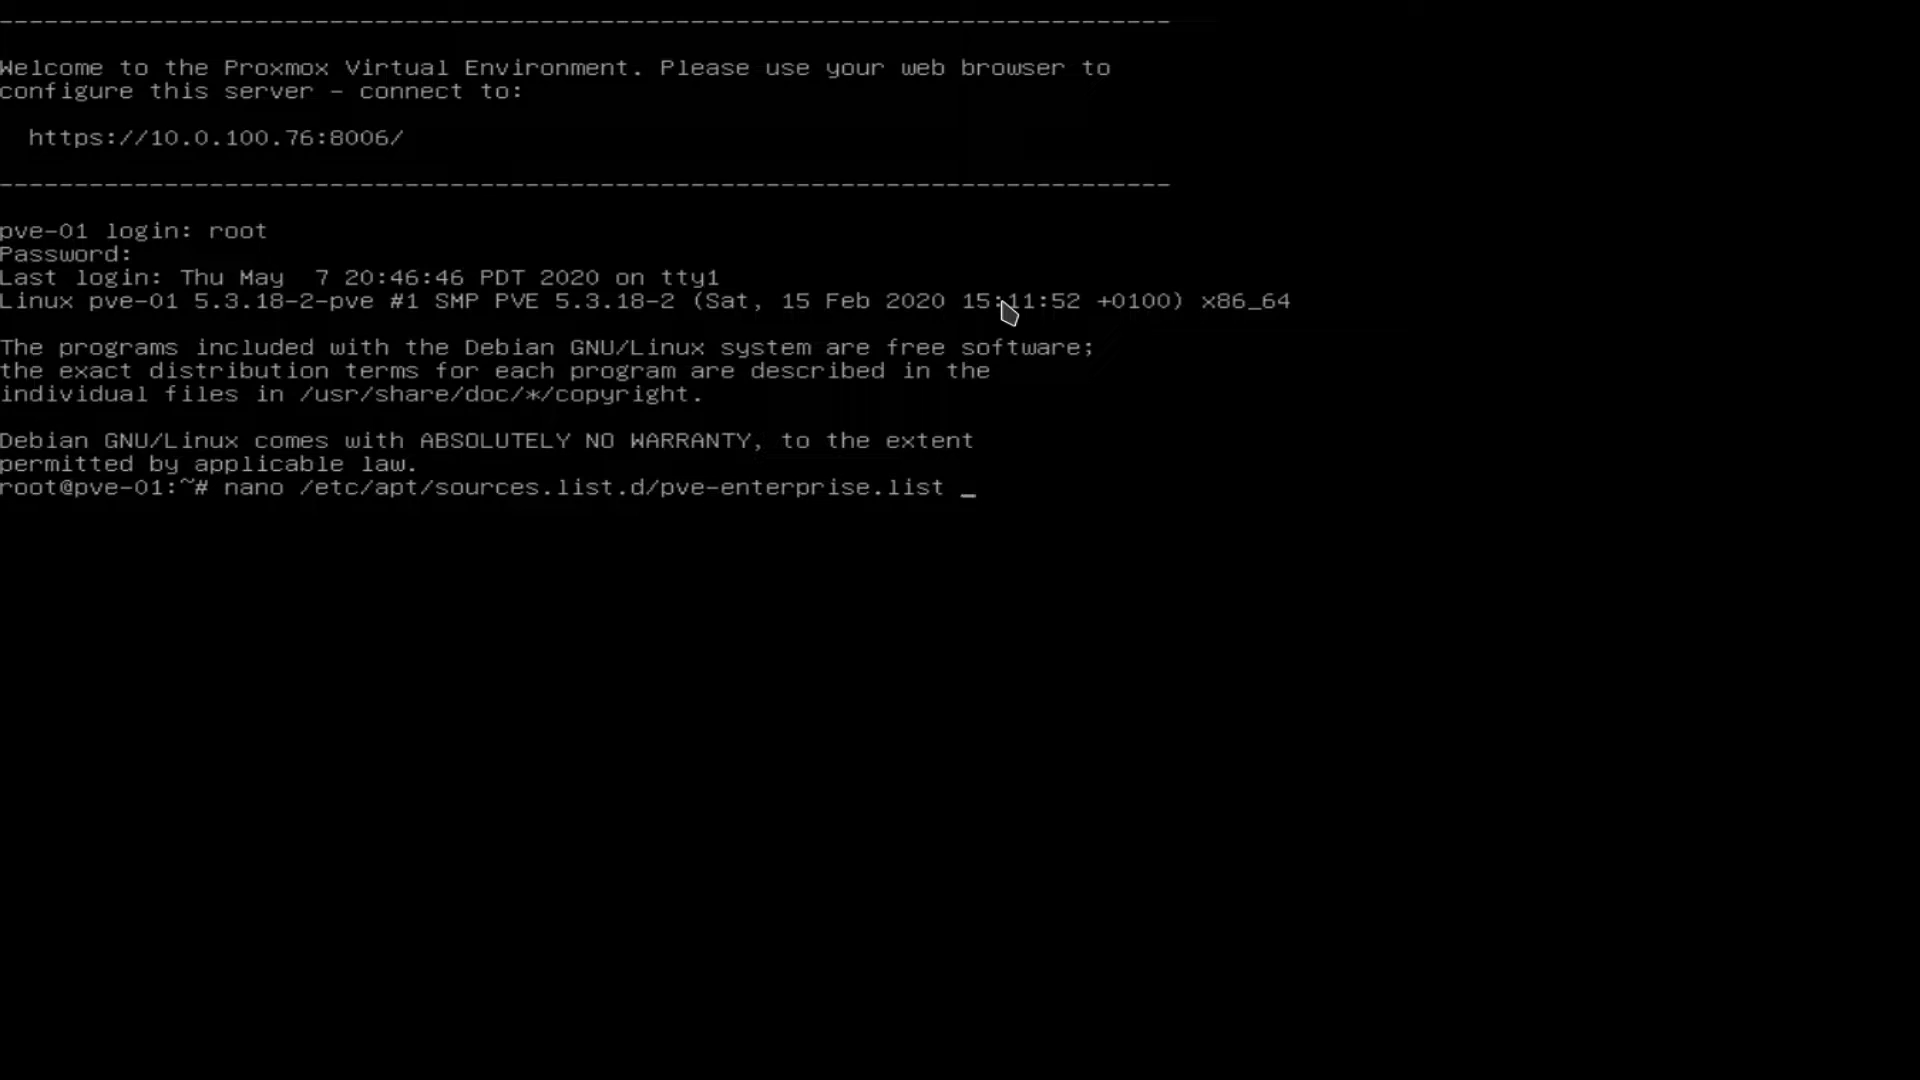 ------------------------------------------------------------------------------
Welcome to the Proxmox Virtual Environment. Please use your web browser to
configure this server - connect to:
https://10.0.100.76:8006/
------------------------------------------------------------------------------
pve-01 login: root
Password:
Last login: Thu May  7 20:46:46 PDT 2020 on tty1
Linux pve-01 5.3.18-2-pve #1 SMP PVE 5.3.18-2 (Sat, 15 Feb 2020 15:11:52 +0100) x86_64
The programs included with the Debian GNU/Linux system are free software;
the exact distribution terms for each program are described in the
individual files in /usr/share/doc/*/copyright.
Debian GNU/Linux comes with ABSOLUTELY NO WARRANTY, to the extent
permitted by applicable law.
root@pve-01:~# nano /etc/apt/sources.list.d/pve-enterprise.list _